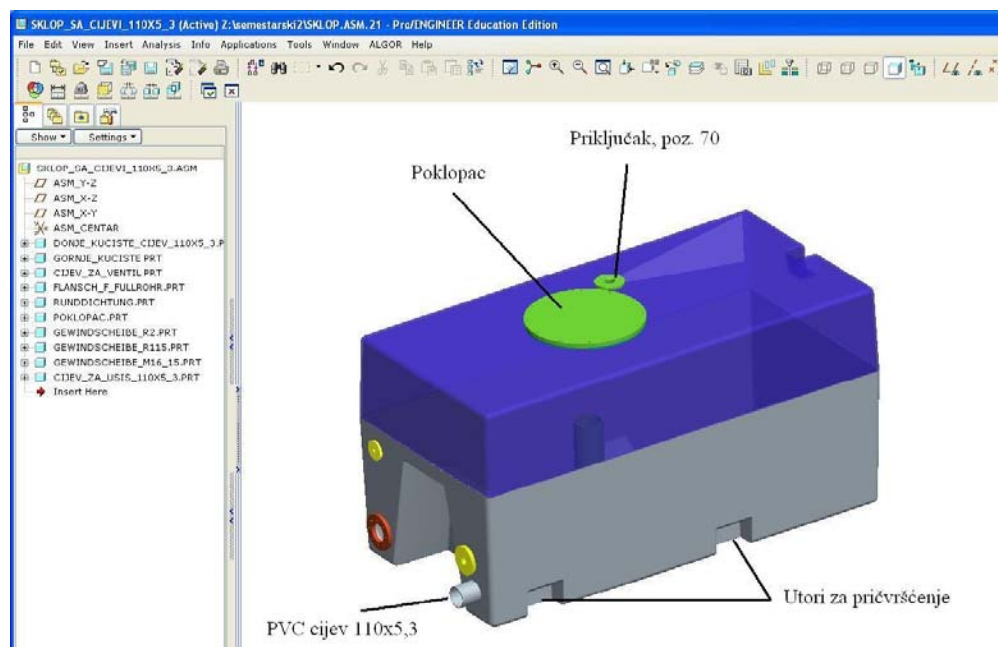 SKLOP_SA_CIJEVI_110X5_3 (Active) Z:\semestarski2\SKLOP.ASM.21 - Pro/ENGINEER Education Edition
File Edit View Insert Analysis Info Applications Tools Window ALGOR Help
Show Settings
SKLOP_SA_CIJEVI_110X5_3.ASM
ASM_Y-Z
ASM_X-Z
ASM_X-Y
ASM_CENTAR
DONJE_KUCISTE_CIJEV_110X5_3.P
GORNJE_KUCISTE.PRT
CIJEV_ZA_VENTIL.PRT
FLANSCH_F_FULLROHR.PRT
RUNDDICHTUNG.PRT
POKLOPAC.PRT
GEWINDSCHEIBE_R2.PRT
GEWINDSCHEIBE_R115.PRT
GEWINDSCHEIBE_M16_15.PRT
CIJEV_ZA_USIS_110X5_3.PRT
Insert Here
Priključak, poz. 70
Poklopac
Utori za pričvršćenje
PVC cijev 110x5,3